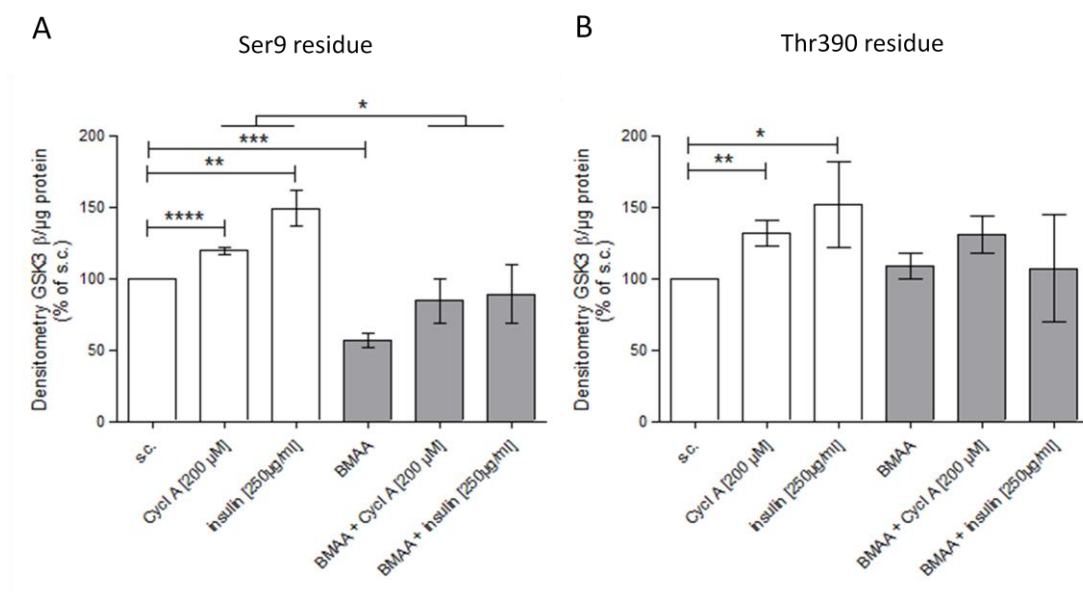 A
Ser9 residue
Densitometry GSK3 β/µg protein
(% of s.c.)
200
150
100
50
0
*
***
**
****
s.c.
Cycl A [200 µM]
insulin [250µg/ml]
BMAA
BMAA + Cycl A [200 µM]
BMAA + insulin [250µg/ml]
B
Thr390 residue
Densitometry GSK3 β/µg protein
(% of s.c.)
200
150
100
50
0
*
**
s.c.
Cycl A [200 µM]
insulin [250µg/ml]
BMAA
BMAA + Cycl A [200 µM]
BMAA + insulin [250µg/ml]